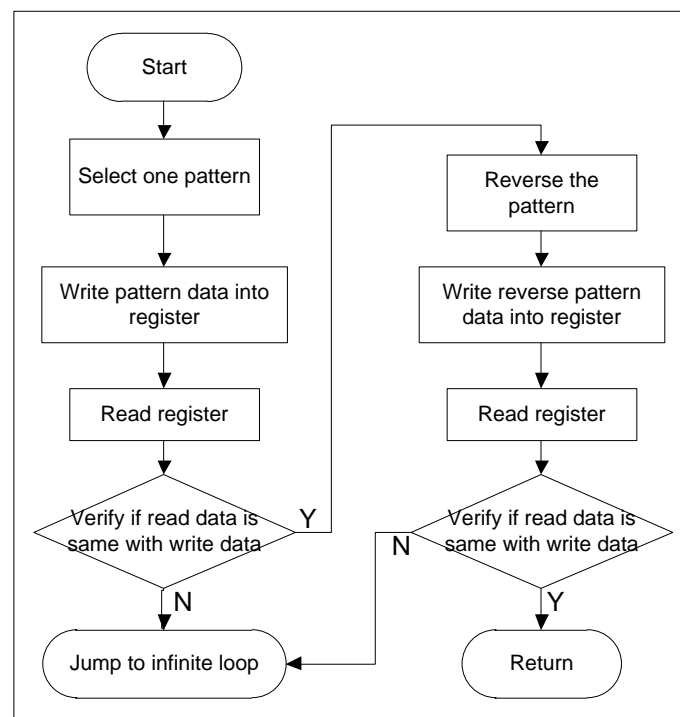 Start
Select one pattern
Write pattern data into
register
Read register
Verify if read data is
same with write data
Y
N
Jump to infinite loop
Reverse the
pattern
Write reverse pattern
data into register
Read register
Verify if read data is
same with write data
N
Y
Return